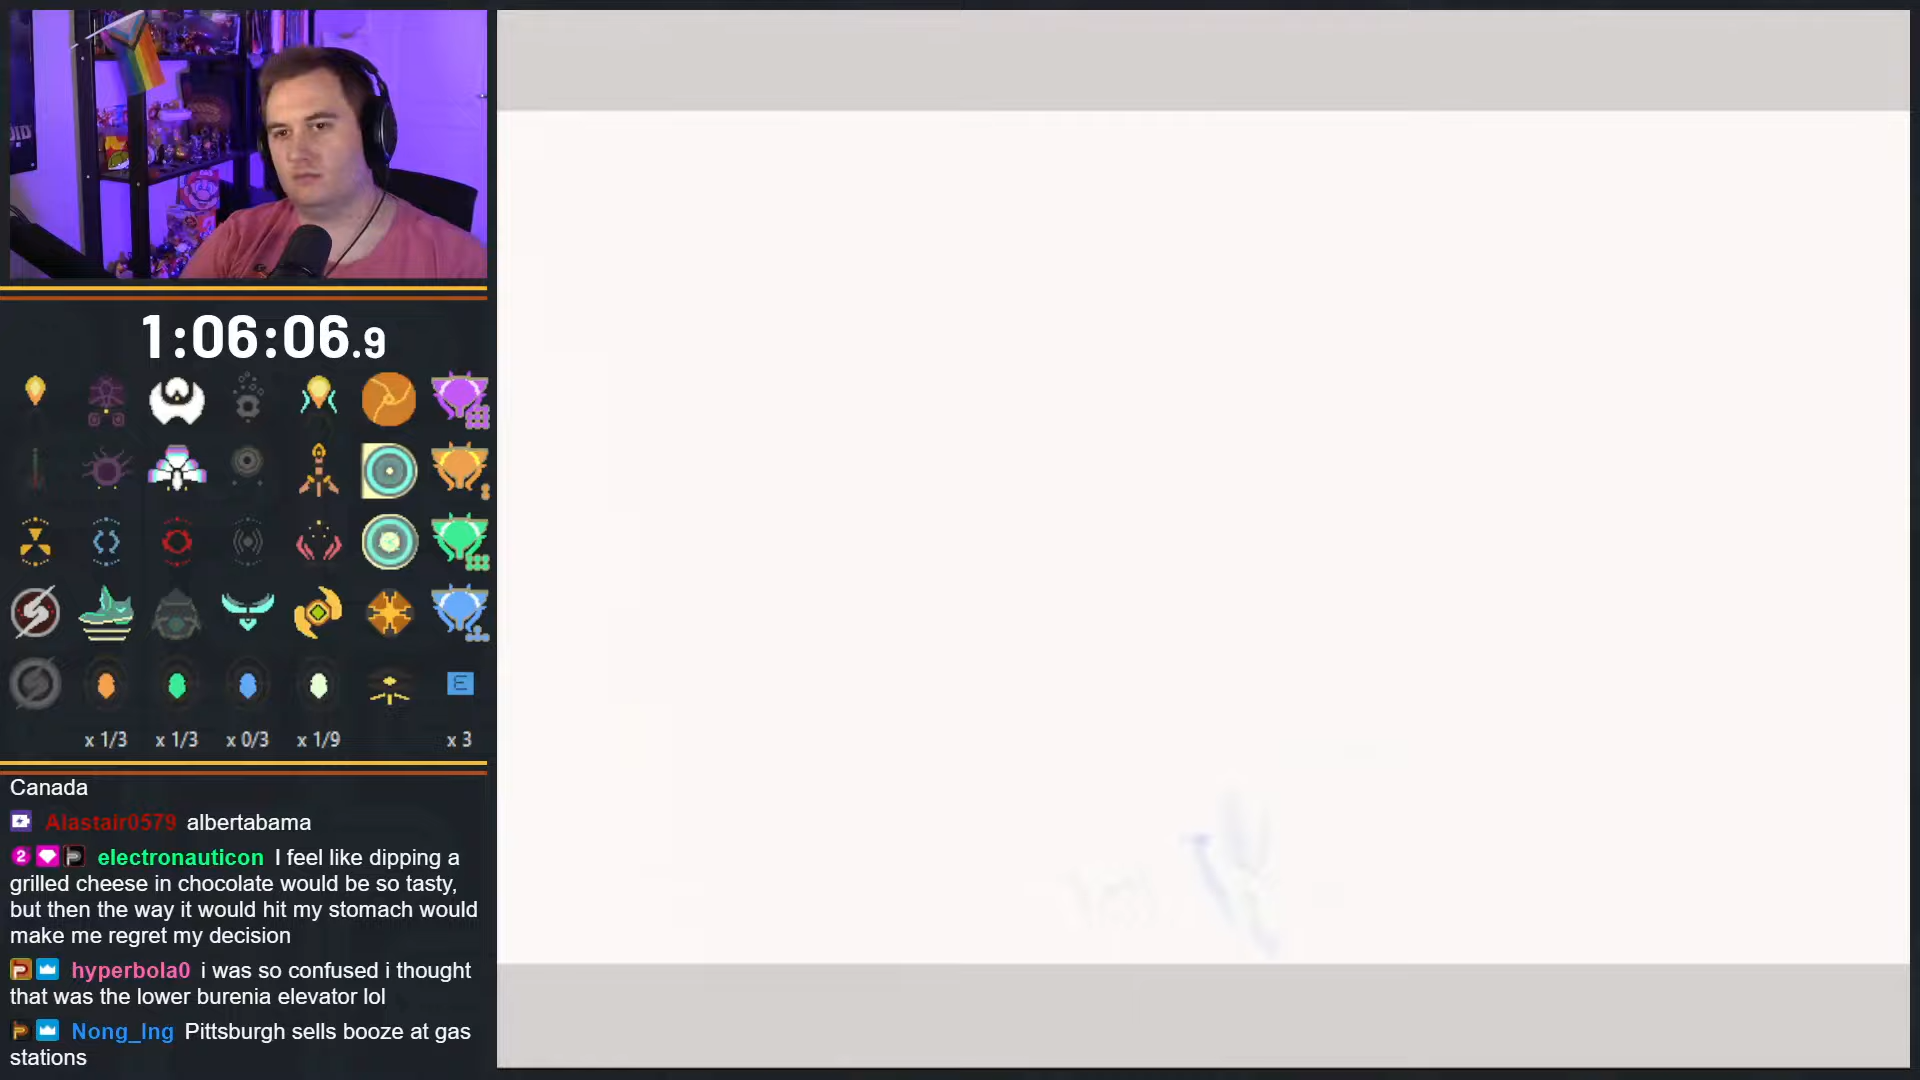 1:06:06.9
x 1/3 x 1/3 x 0/3 x 1/9 x 3
Canada
Alastair0579 albertabama
2 electronauticon I feel like dipping a
grilled cheese in chocolate would be so tasty,
but then the way it would hit my stomach would
make me regret my decision
hyperbola0 i was so confused i thought
that was the lower burenia elevator lol
Nong_Ing Pittsburgh sells booze at gas
stations